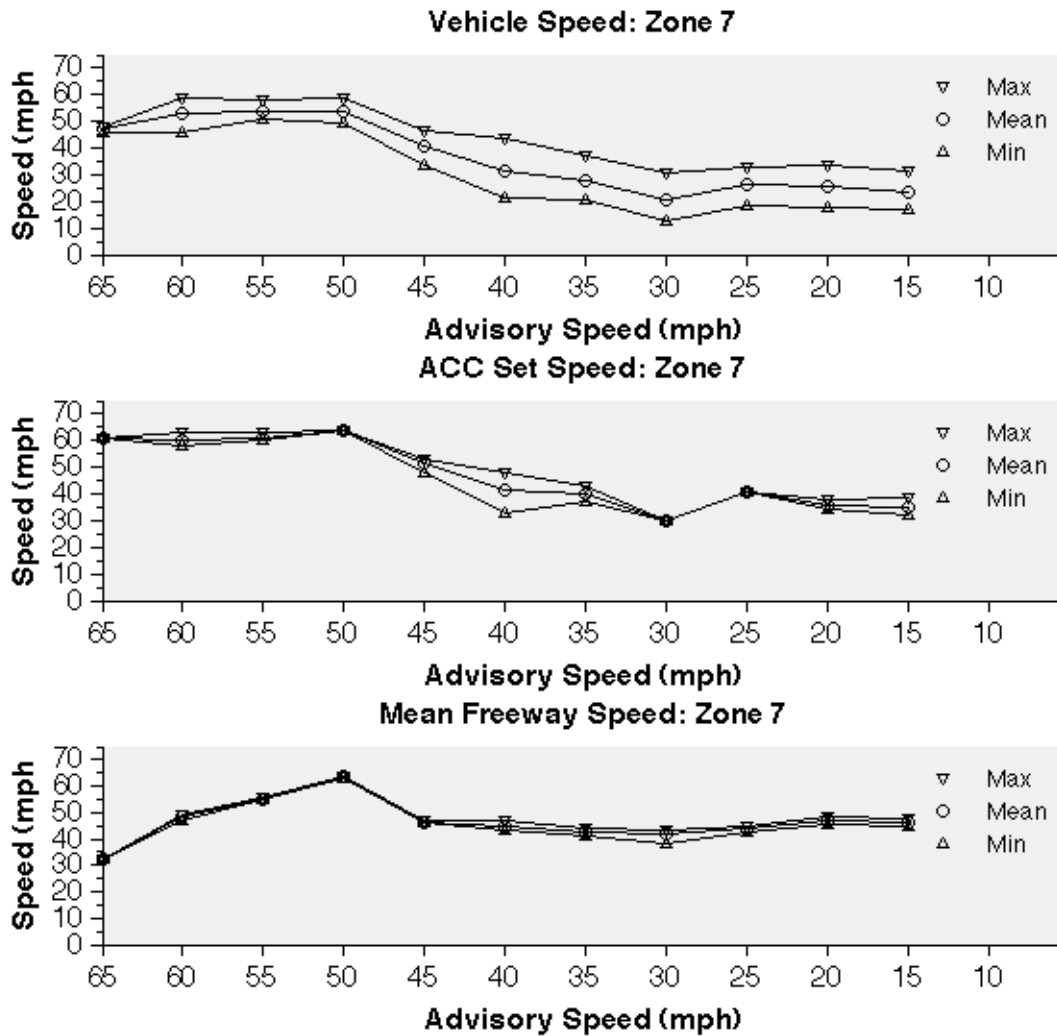 Vehicle Speed: Zone 7
Speed (mph
70
60
50
40
30
20
10
0
Max
Mean
Min
65 60 55 50 45 40 35 30 25 20 15 10
Advisory Speed (mph)
ACC Set Speed: Zone 7
Speed (mph
70
60
50
40
30
20
10
0
Max
Mean
Min
65 60 55 50 45 40 35 30 25 20 15 10
Advisory Speed (mph)
Mean Freeway Speed: Zone 7
Speed (mph
70
60
50
40
30
20
10
0
Max
Mean
Min
65 60 55 50 45 40 35 30 25 20 15 10
Advisory Speed (mph)